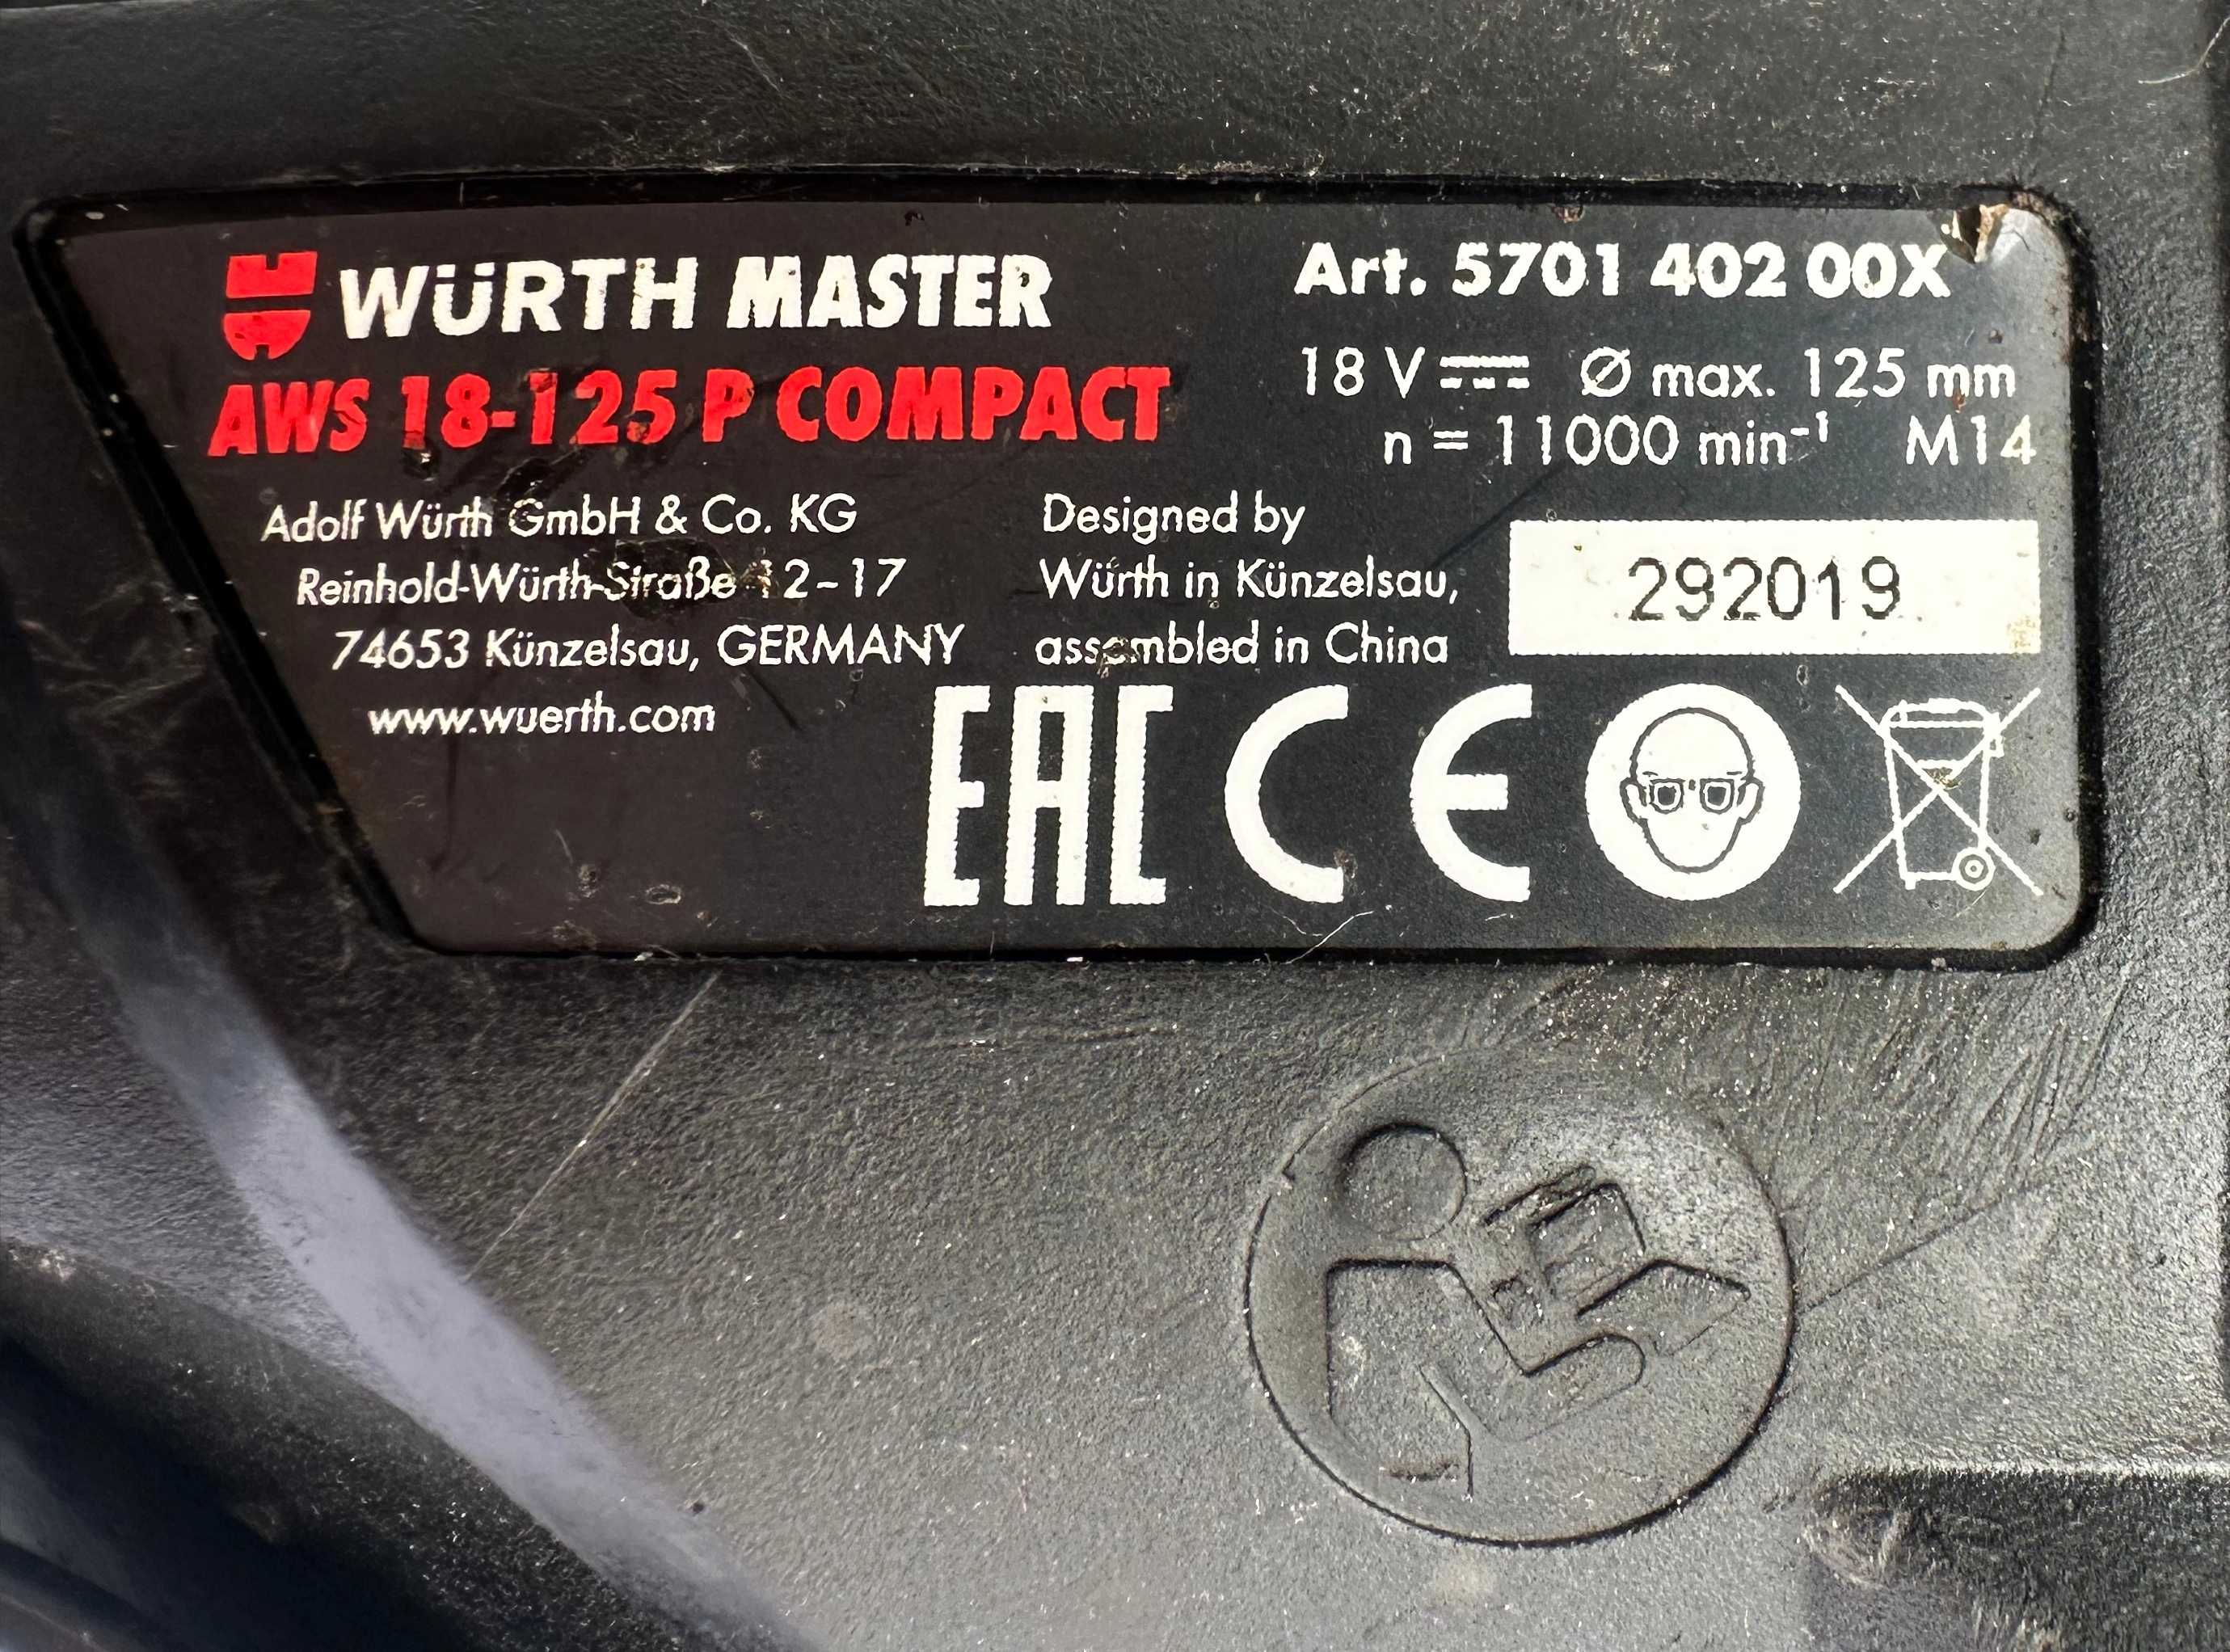 WÜRTH MASTER
AWS 18-125 P COMPACT
Art. 5701 402 00X
18 V Ø max. 125 mm
n = 11000 min⁻¹ M14
Adolf Würth GmbH & Co. KG
Reinhold-Würth-Straße 12–17
74653 Künzelsau, GERMANY
www.wuerth.com
Designed by
Würth in Künzelsau,
assembled in China
292019
EAC CE